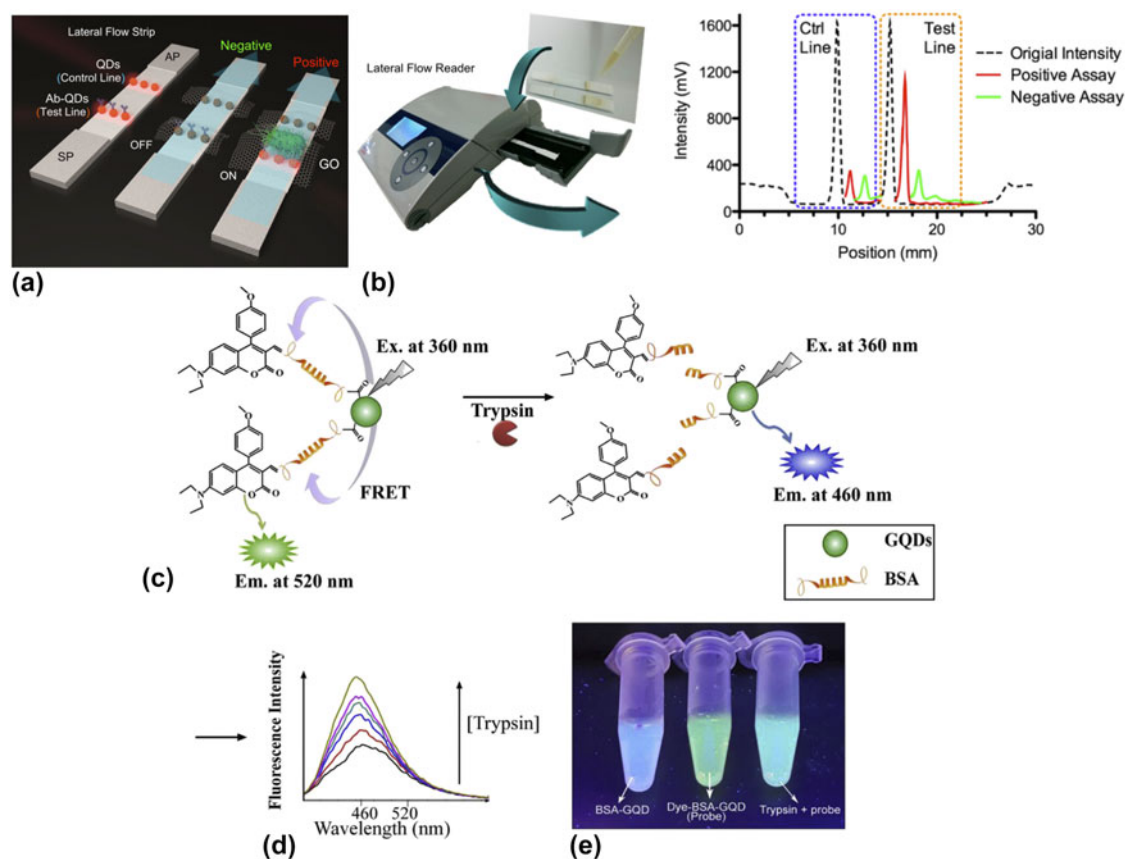 Lateral Flow Strip
AP
QDs
(Control Line)
Ab-QDs
(Test Line)
SP
Negative
OFF
Positive
ON
GO
(a)
Lateral Flow Reader
(b)
Intensity (mV)
1600
1200
800
400
0
Ctrl
Line
Test
Line
0
10
20
30
Position (mm)
Origial Intensity
Positive Assay
Negative Assay
O
N
O
O
O
N
O
O
O
O
Ex. at 360 nm
FRET
Em. at 520 nm
Trypsin
O
N
O
O
O
N
O
O
O
O
Ex. at 360 nm
Em. at 460 nm
GQDs
BSA
(c)
Fluorescence Intensity
[Trypsin]
460 520
Wavelength (nm)
(d)
BSA-GQD
Dye-BSA-GQD
(Probe)
Trypsin + probe
(e)